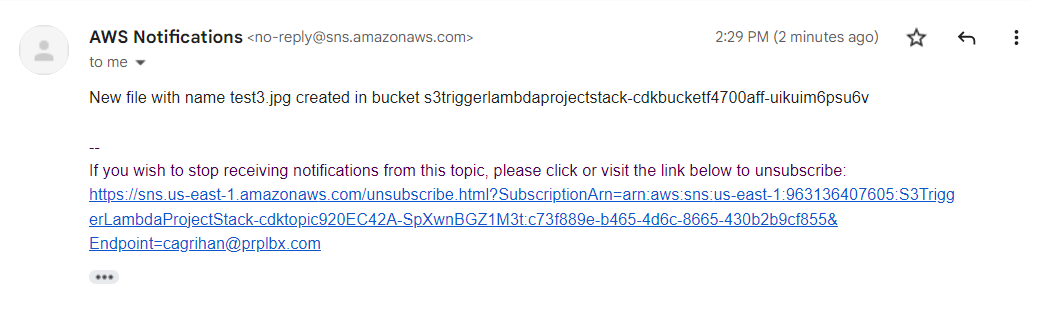 AWS Notifications <no-reply@sns.amazonaws.com> 2:29 PM (2 minutes ago)
to me
New file with name test3.jpg created in bucket s3triggerlambdaprojectstack-cdkbucketf4700aff-uikuim6psu6v
--
If you wish to stop receiving notifications from this topic, please click or visit the link below to unsubscribe:
https://sns.us-east-1.amazonaws.com/unsubscribe.html?SubscriptionArn=arn:aws:sns:us-east-1:963136407605:S3Trigg
erLambdaProjectStack-cdktopic920EC42A-SpXwnBGZ1M3t:c73f889e-b465-4d6c-8665-430b2b9cf855&
Endpoint=cagrihan@prplbx.com